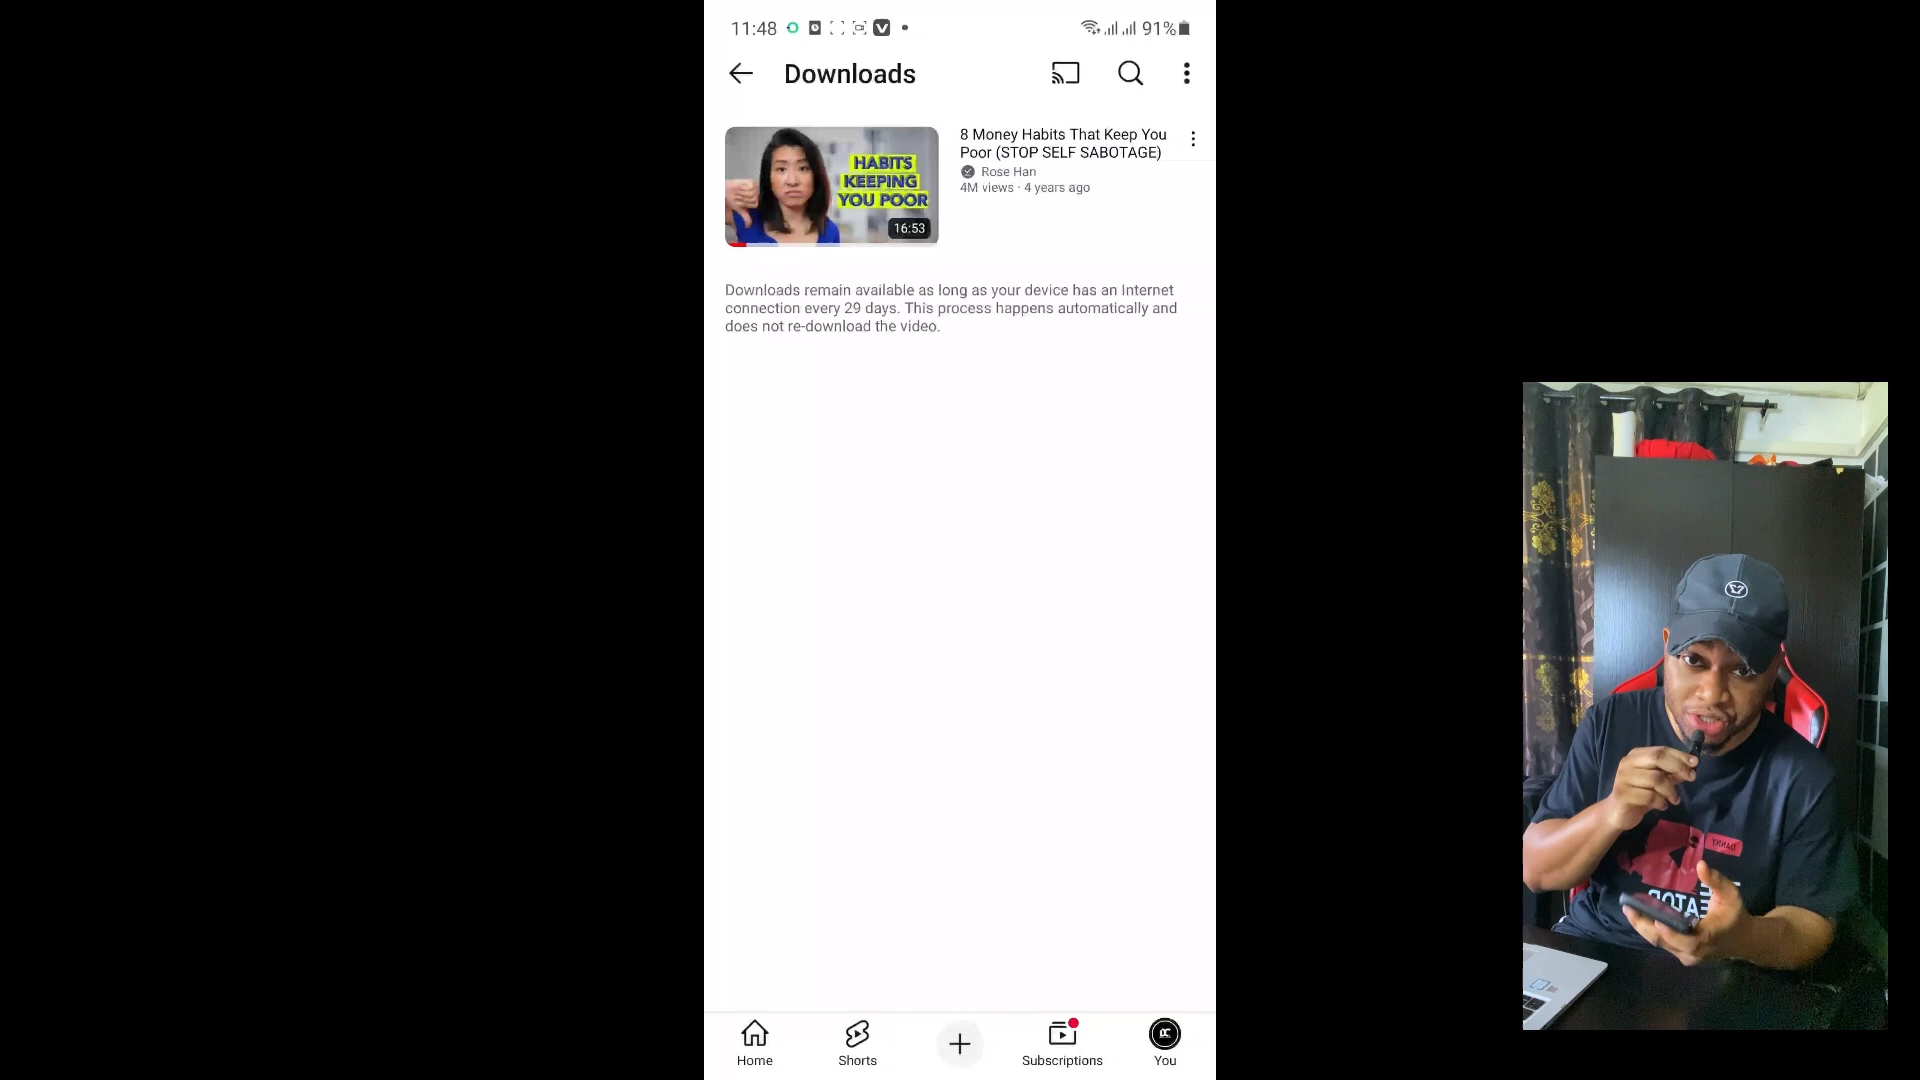 11:48
91%
Downloads
HABITS
KEEPING
YOU POOR
16:53
8 Money Habits That Keep You
Poor (STOP SELF SABOTAGE)
Rose Han
4M views · 4 years ago
Downloads remain available as long as your device has an Internet
connection every 29 days. This process happens automatically and
does not re-download the video.
Home
Shorts
Subscriptions
You